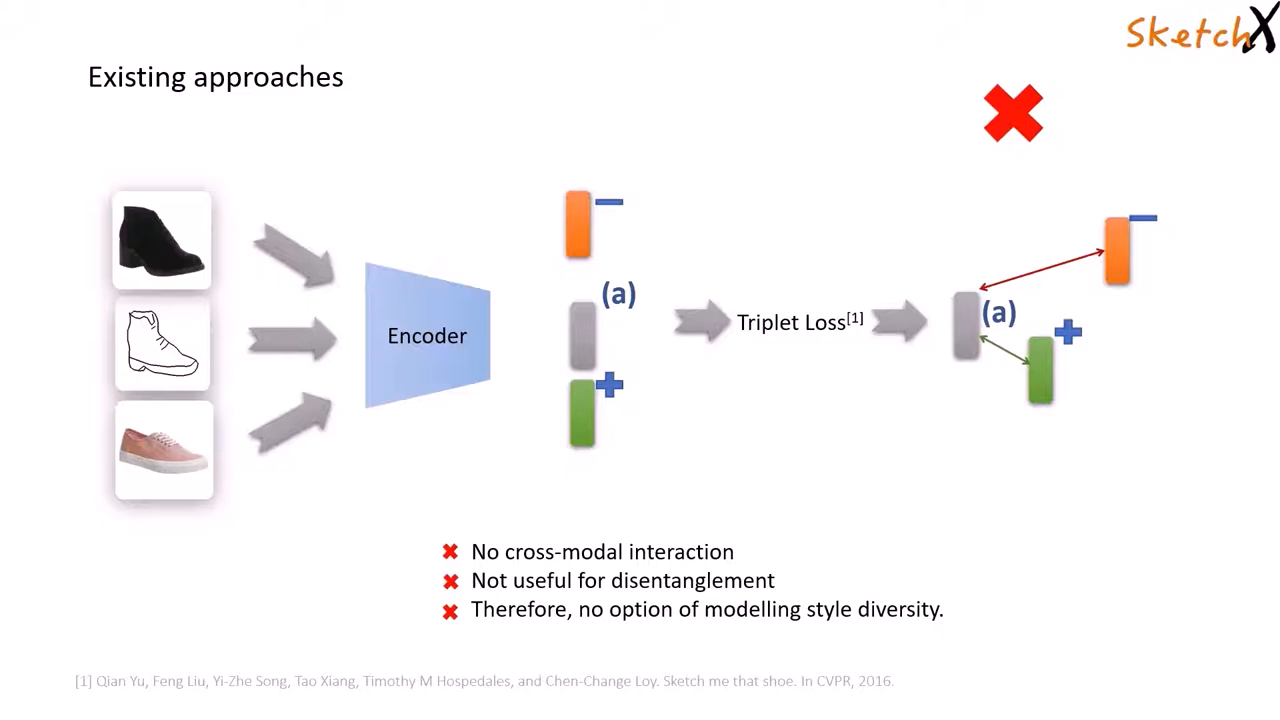 SketchX
Existing approaches
(a)
Encoder
Triplet Loss[1]
(a)
No cross-modal interaction
Not useful for disentanglement
Therefore, no option of modelling style diversity.
[1] Qian Yu, Feng Liu, Yi-Zhe Song, Tao Xiang, Timothy M Hospedales, and Chen-Change Loy. Sketch me that shoe. In CVPR, 2016.